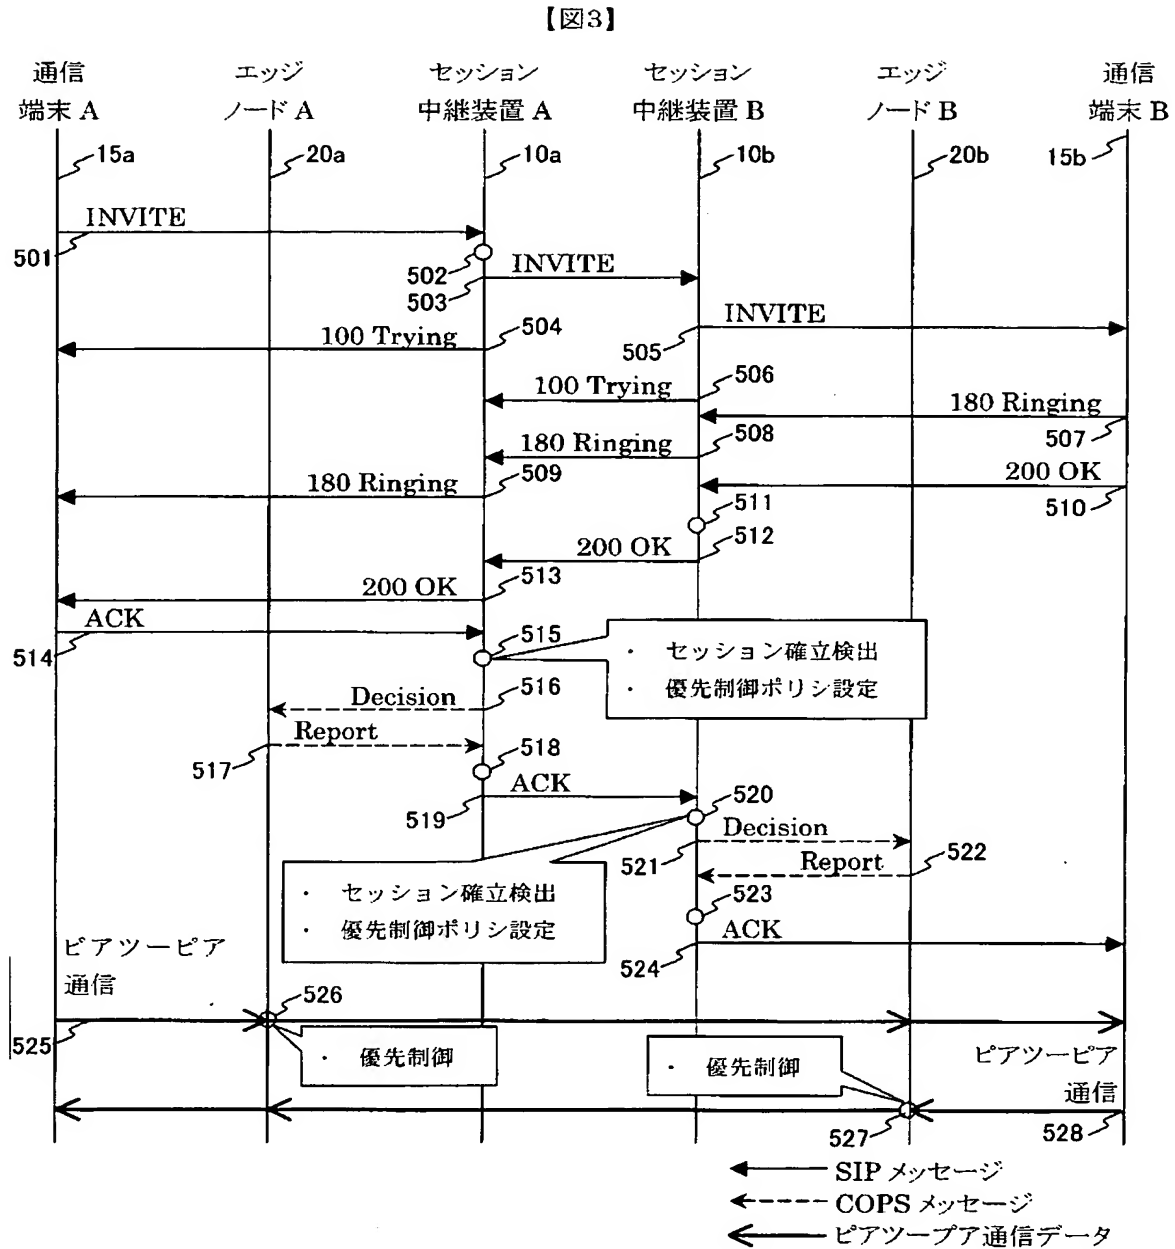 【図3】
通信 エッジ セッション セッション エッジ 通信
端末 A ノード A 中継装置 A 中継装置 B ノード B 端末 B
15a 20a 10a 10b 20b 15b
INVITE
501
502
INVITE
503
INVITE
504
100 Trying
505
506
100 Trying
180 Ringing
507
508
180 Ringing
509
180 Ringing
200 OK
510
511
512
200 OK
513
200 OK
ACK
514
515
・ セッション確立検出
・ 優先制御ポリシ設定
516
Decision
Report
517
518
ACK
519
520
Decision
521
522
Report
・ セッション確立検出
・ 優先制御ポリシ設定
523
ACK
524
ピアツーピア
通信
526
525
・ 優先制御
・ 優先制御
ピアツーピア
通信
527
528
SIP メッセージ
COPS メッセージ
ピアツープア通信データ